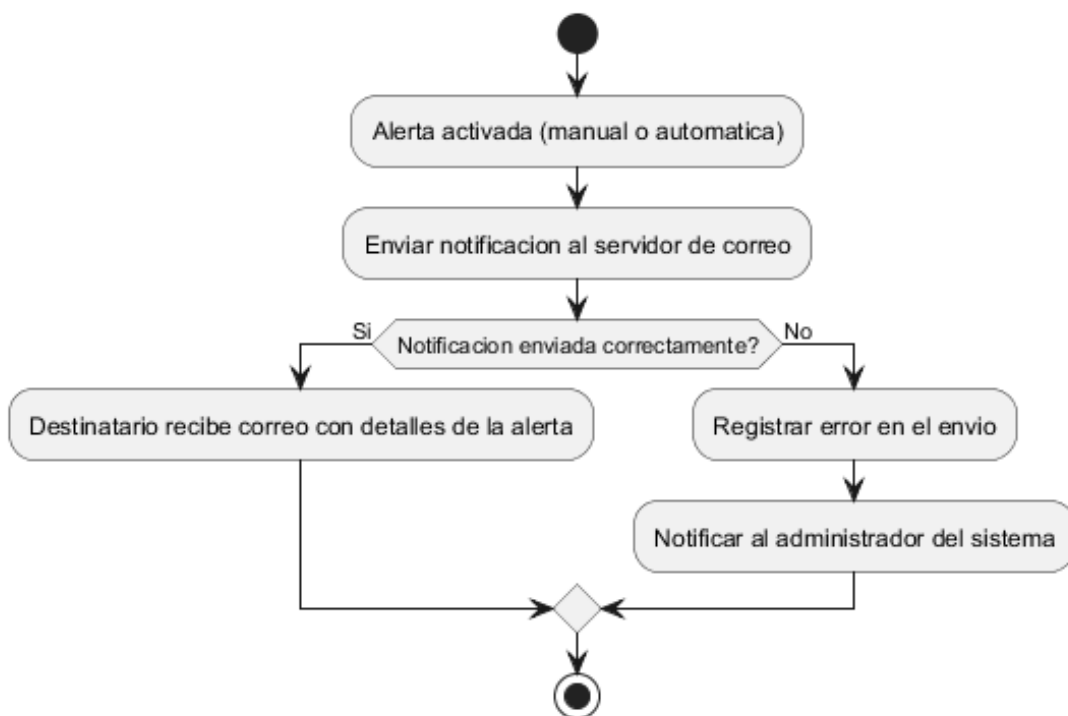 Alerta activada (manual o automatica)
Enviar notificacion al servidor de correo
Si
Notificacion enviada correctamente?
No
Destinatario recibe correo con detalles de la alerta
Registrar error en el envio
Notificar al administrador del sistema